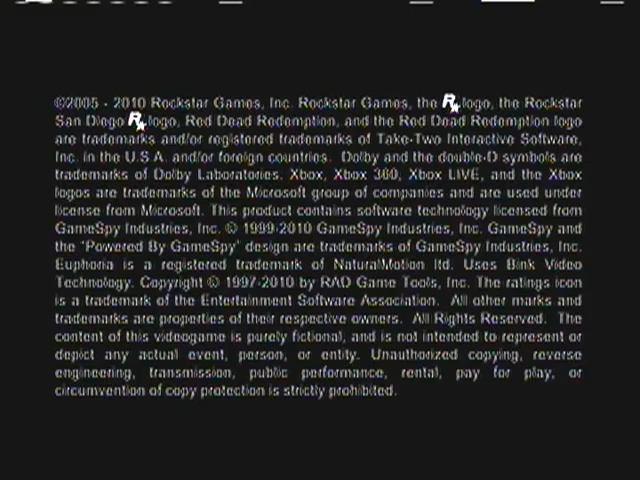 ©2005 - 2010 Rockstar Games, Inc. Rockstar Games, the R★ logo, the Rockstar
San Diego R★ logo, Red Dead Redemption, and the Red Dead Redemption logo
are trademarks and/or registered trademarks of Take-Two Interactive Software,
Inc. in the U.S.A. and/or foreign countries. Dolby and the double-D symbols are
trademarks of Dolby Laboratories. Xbox, Xbox 360, Xbox LIVE, and the Xbox
logos are trademarks of the Microsoft group of companies and are used under
license from Microsoft. This product contains software technology licensed from
GameSpy Industries, Inc. © 1999-2010 GameSpy Industries, Inc. GameSpy and
the "Powered By GameSpy" design are trademarks of GameSpy Industries, Inc.
Euphoria is a registered trademark of NaturalMotion ltd. Uses Bink Video
Technology. Copyright © 1997-2010 by RAD Game Tools, Inc. The ratings icon
is a trademark of the Entertainment Software Association. All other marks and
trademarks are properties of their respective owners. All Rights Reserved. The
content of this videogame is purely fictional, and is not intended to represent or
depict any actual event, person, or entity. Unauthorized copying, reverse
engineering, transmission, public performance, rental, pay for play, or
circumvention of copy protection is strictly prohibited.